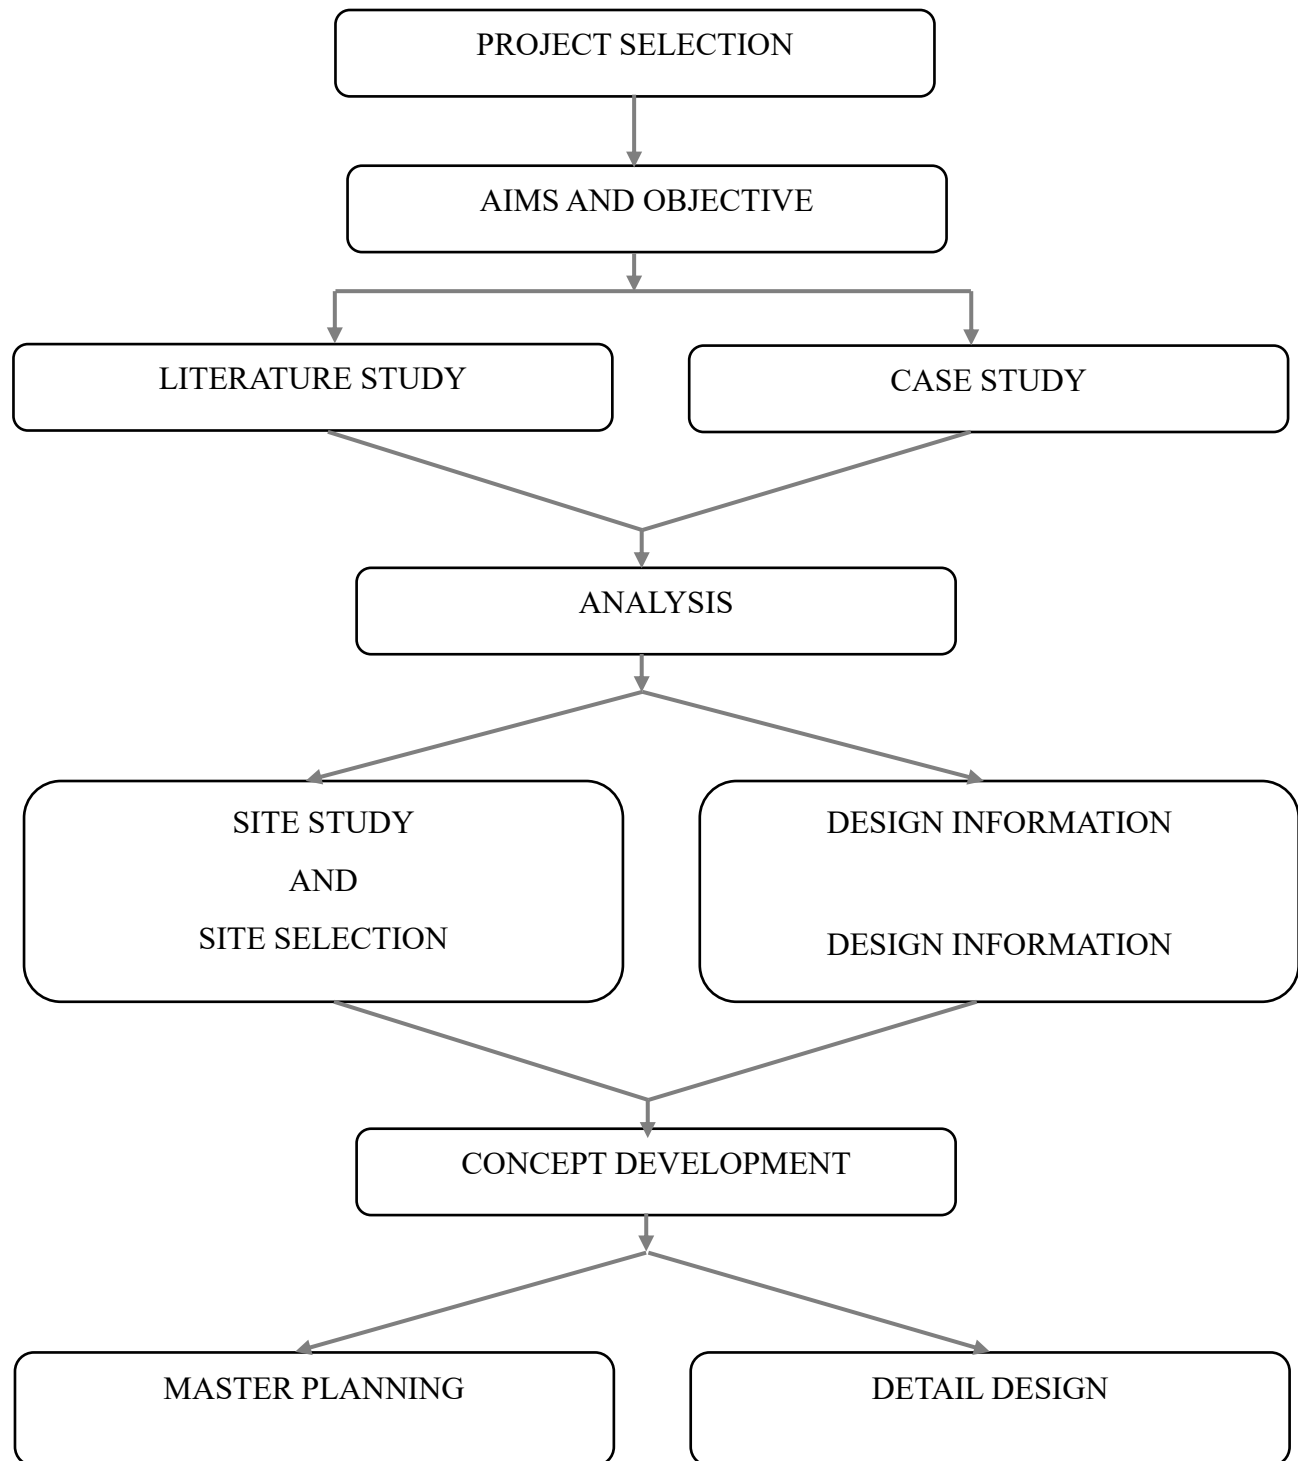 PROJECT SELECTION
AIMS AND OBJECTIVE
LITERATURE STUDY
CASE STUDY
ANALYSIS
SITE STUDY
AND
SITE SELECTION
DESIGN INFORMATION
DESIGN INFORMATION
CONCEPT DEVELOPMENT
MASTER PLANNING
DETAIL DESIGN